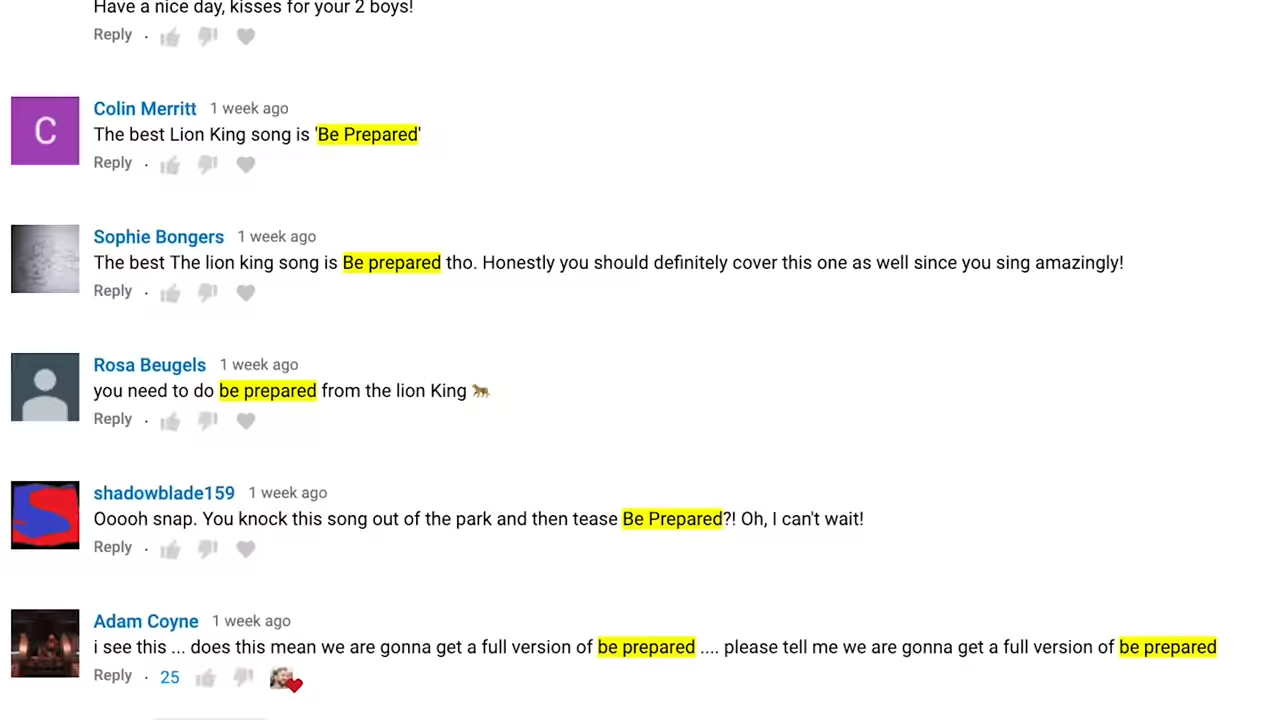 Have a nice day, kisses for your 2 boys!
Reply ·
C
Colin Merritt 1 week ago
The best Lion King song is 'Be Prepared'
Reply ·
Sophie Bongers 1 week ago
The best The lion king song is Be prepared tho. Honestly you should definitely cover this one as well since you sing amazingly!
Reply ·
Rosa Beugels 1 week ago
you need to do be prepared from the lion King 🐆
Reply ·
shadowblade159 1 week ago
Ooooh snap. You knock this song out of the park and then tease Be Prepared?! Oh, I can't wait!
Reply ·
Adam Coyne 1 week ago
i see this ... does this mean we are gonna get a full version of be prepared .... please tell me we are gonna get a full version of be prepared
Reply · 25